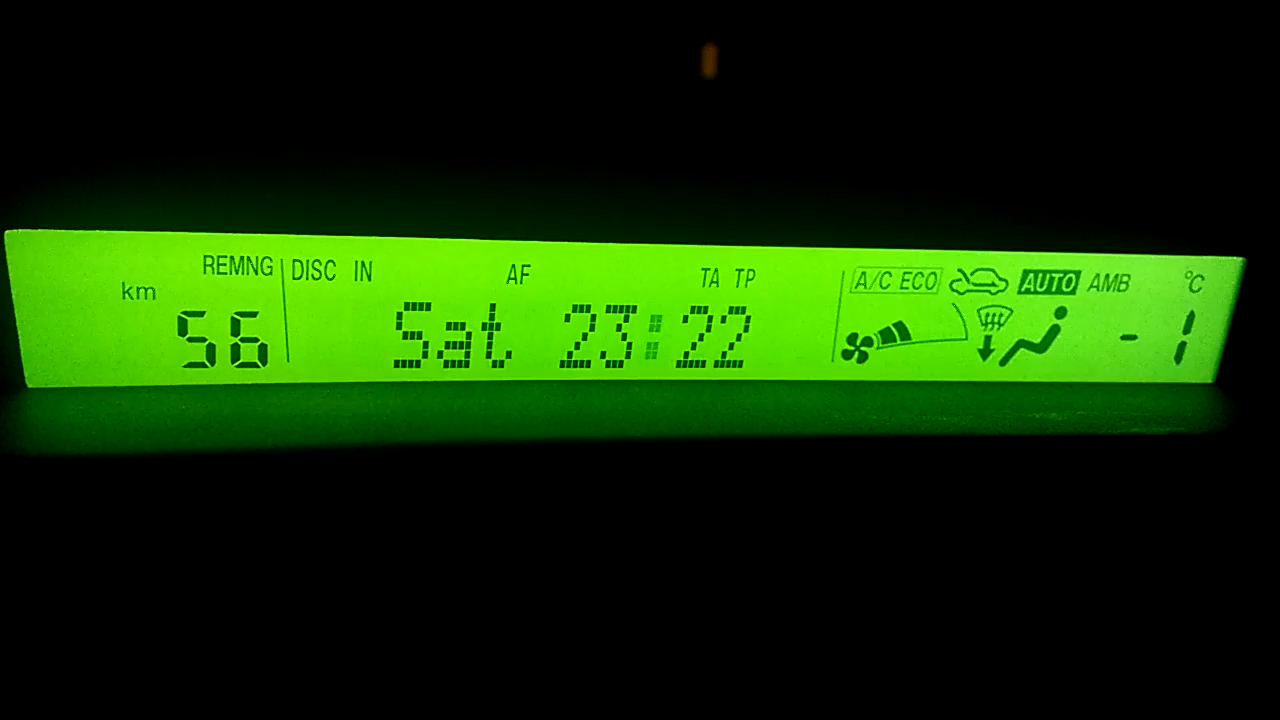 REMNG DISC IN AF TA TP A/C ECO AUTO AMB °C
km 56 Sat 23:22 -1